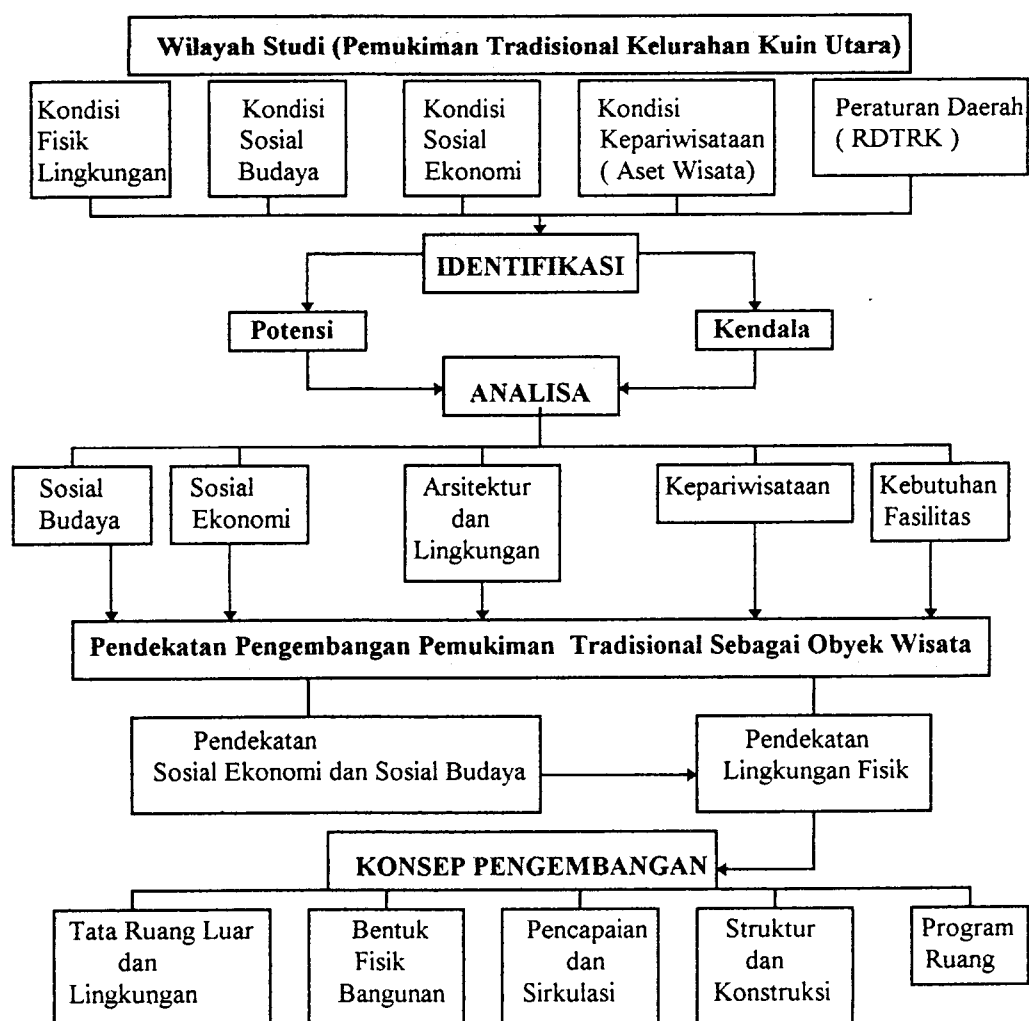 Wilayah Studi (Pemukiman Tradisional Kelurahan Kuin Utara)
Kondisi
Fisik
Lingkungan
Kondisi
Sosial
Budaya
Kondisi
Sosial
Ekonomi
Kondisi
Kepariwisataan
( Aset Wisata)
Peraturan Daerah
( RDTRK )
IDENTIFIKASI
Potensi
Kendala
ANALISA
Sosial
Budaya
Sosial
Ekonomi
Arsitektur
dan
Lingkungan
Kepariwisataan
Kebutuhan
Fasilitas
Pendekatan Pengembangan Pemukiman Tradisional Sebagai Obyek Wisata
Pendekatan
Sosial Ekonomi dan Sosial Budaya
Pendekatan
Lingkungan Fisik
KONSEP PENGEMBANGAN
Tata Ruang Luar
dan
Lingkungan
Bentuk
Fisik
Bangunan
Pencapaian
dan
Sirkulasi
Struktur
dan
Konstruksi
Program
Ruang